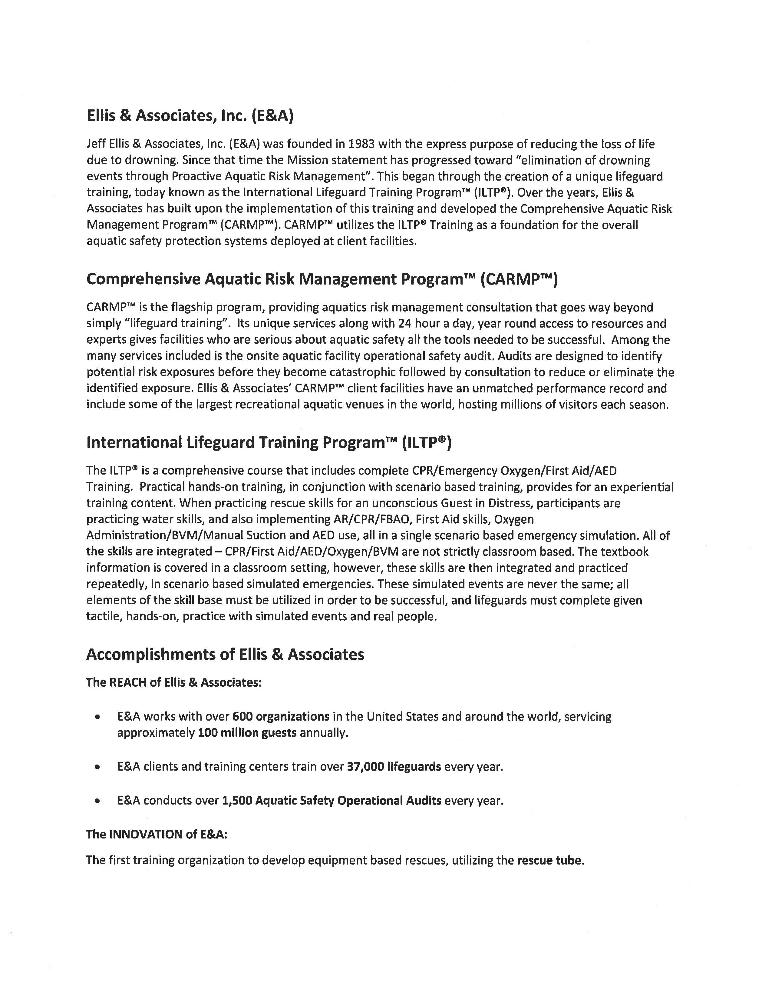 Ellis & Associates, Inc. (E&A)
Jeff Ellis & Associates, Inc. (E&A) was founded in 1983 with the express purpose of reducing the loss of life
due to drowning. Since that time the Mission statement has progressed toward “elimination of drowning
events through Proactive Aquatic Risk Management”. This began through the creation of a unique lifeguard
training, today known as the International Lifeguard Training Program™ (ILTP®). Over the years, Ellis &
Associates has built upon the implementation of this training and developed the Comprehensive Aquatic Risk
Management Program™ (CARMP™). CARMP™ utilizes the ILTP® Training as a foundation for the overall
aquatic safety protection systems deployed at client facilities.
Comprehensive Aquatic Risk Management Program™ (CARMP™)
CARMP™ is the flagship program, providing aquatics risk management consultation that goes way beyond
simply “lifeguard training”.  Its unique services along with 24 hour a day, year round access to resources and
experts gives facilities who are serious about aquatic safety all the tools needed to be successful.  Among the
many services included is the onsite aquatic facility operational safety audit. Audits are designed to identify
potential risk exposures before they become catastrophic followed by consultation to reduce or eliminate the
identified exposure. Ellis & Associates’ CARMP™ client facilities have an unmatched performance record and
include some of the largest recreational aquatic venues in the world, hosting millions of visitors each season.
International Lifeguard Training Program™ (ILTP®)
The ILTP® is a comprehensive course that includes complete CPR/Emergency Oxygen/First Aid/AED
Training.  Practical hands-on training, in conjunction with scenario based training, provides for an experiential
training content. When practicing rescue skills for an unconscious Guest in Distress, participants are
practicing water skills, and also implementing AR/CPR/FBAO, First Aid skills, Oxygen
Administration/BVM/Manual Suction and AED use, all in a single scenario based emergency simulation. All of
the skills are integrated – CPR/First Aid/AED/Oxygen/BVM are not strictly classroom based. The textbook
information is covered in a classroom setting, however, these skills are then integrated and practiced
repeatedly, in scenario based simulated emergencies. These simulated events are never the same; all
elements of the skill base must be utilized in order to be successful, and lifeguards must complete given
tactile, hands-on, practice with simulated events and real people.
Accomplishments of Ellis & Associates
The REACH of Ellis & Associates:
• E&A works with over 600 organizations in the United States and around the world, servicing
approximately 100 million guests annually.
• E&A clients and training centers train over 37,000 lifeguards every year.
• E&A conducts over 1,500 Aquatic Safety Operational Audits every year.
The INNOVATION of E&A:
The first training organization to develop equipment based rescues, utilizing the rescue tube.